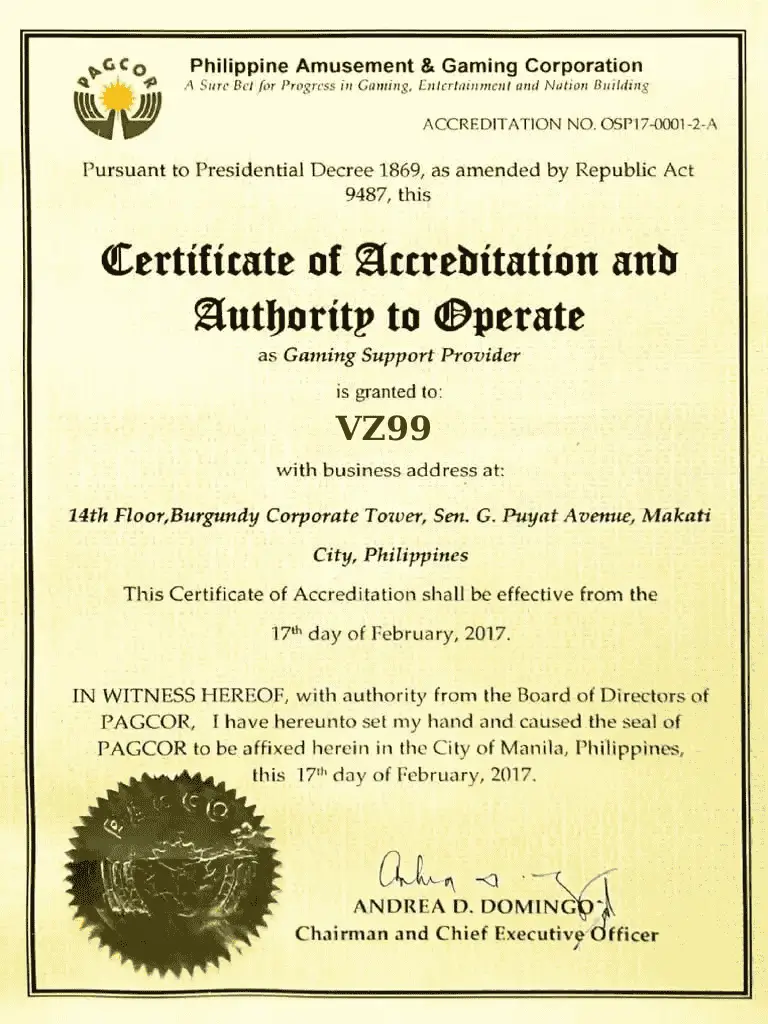 PAGCOR
Philippine Amusement & Gaming Corporation
A Sure Bet for Progress in Gaming, Entertainment and Nation Building
ACCREDITATION NO. OSP17-0001-2-A
Pursuant to Presidential Decree 1869, as amended by Republic Act
9487, this
Certificate of Accreditation and
Authority to Operate
as Gaming Support Provider
is granted to:
VZ99
with business address at:
14th Floor,Burgundy Corporate Tower, Sen. G. Puyat Avenue, Makati
City, Philippines
This Certificate of Accreditation shall be effective from the
17th day of February, 2017.
IN WITNESS HEREOF, with authority from the Board of Directors of
PAGCOR, I have hereunto set my hand and caused the seal of
PAGCOR to be affixed herein in the City of Manila, Philippines,
this 17th day of February, 2017.
ANDREA D. DOMINGO
Chairman and Chief Executive Officer